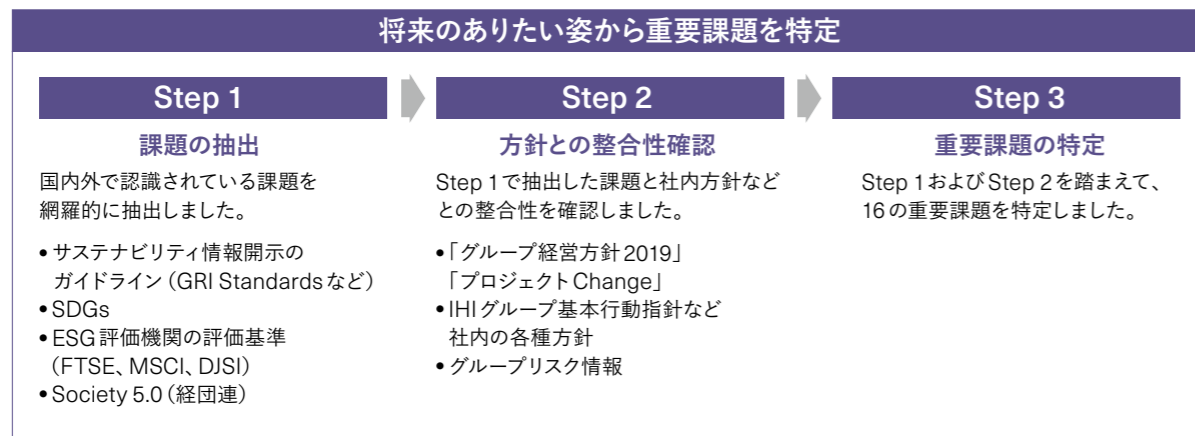 将来のありたい姿から重要課題を特定
Step 1
課題の抽出
国内外で認識されている課題を
網羅的に抽出しました。
•サステナビリティ情報開示の
ガイドライン（GRI Standardsなど）
•SDGs
•ESG評価機関の評価基準
（FTSE、MSCI、DJSI）
•Society 5.0（経団連）
Step 2
方針との整合性確認
Step 1で抽出した課題と社内方針など
との整合性を確認しました。
•「グループ経営方針2019」
「プロジェクトChange」
•IHIグループ基本行動指針など
社内の各種方針
•グループリスク情報
Step 3
重要課題の特定
Step 1およびStep 2を踏まえて、
16の重要課題を特定しました。